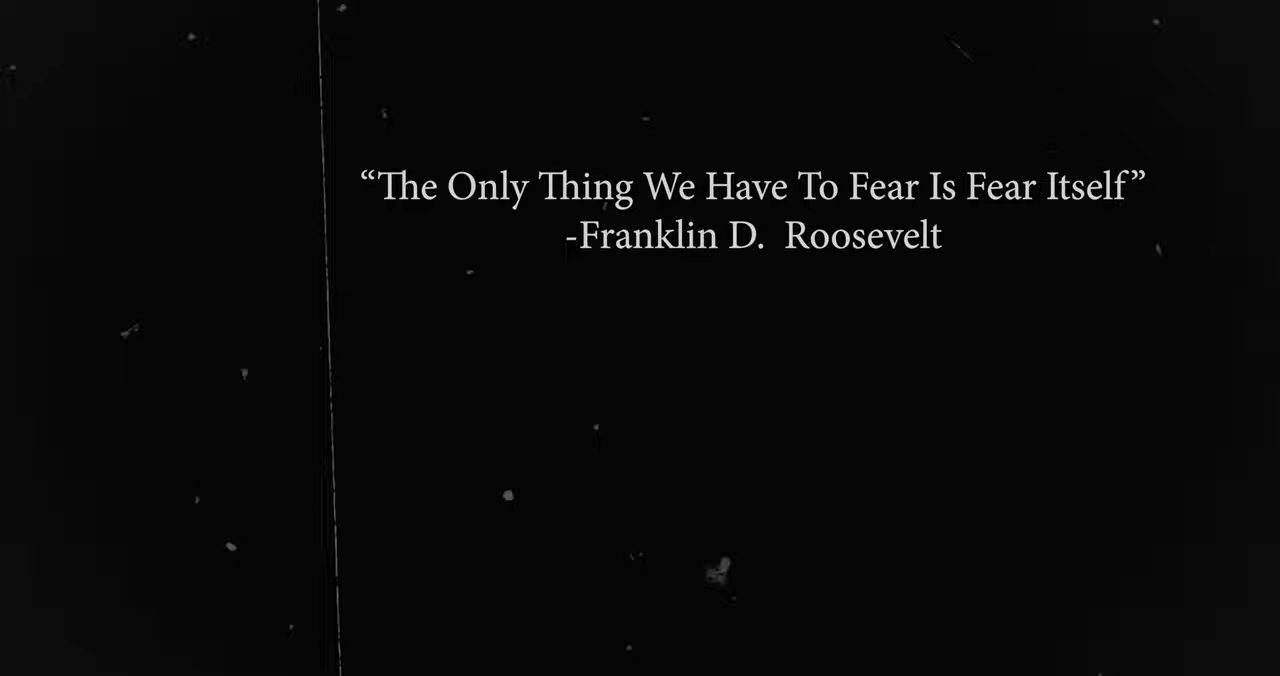 “The Only Thing We Have To Fear Is Fear Itself”
-Franklin D.  Roosevelt